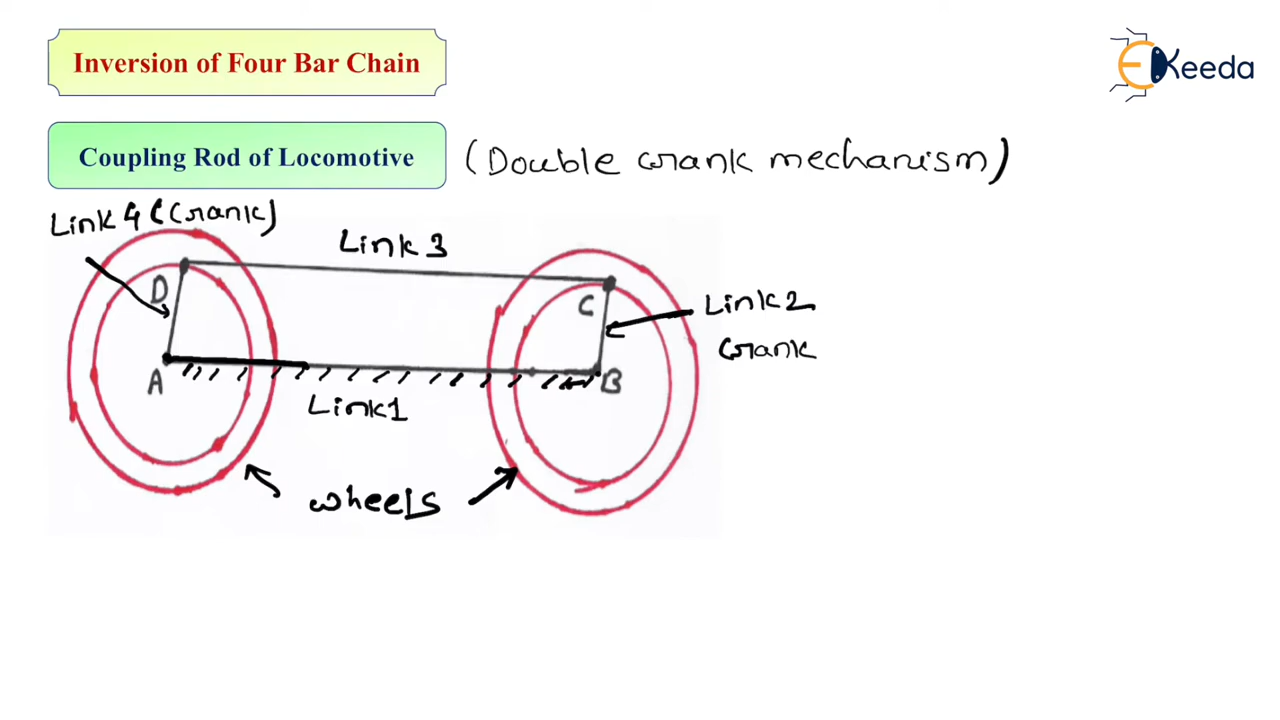 Inversion of Four Bar Chain
EKeeda
Coupling Rod of Locomotive
(Double crank mechanism)
Link 4 (Crank)
Link 3
D
C
Link 2
Crank
A
B
Link 1
wheels